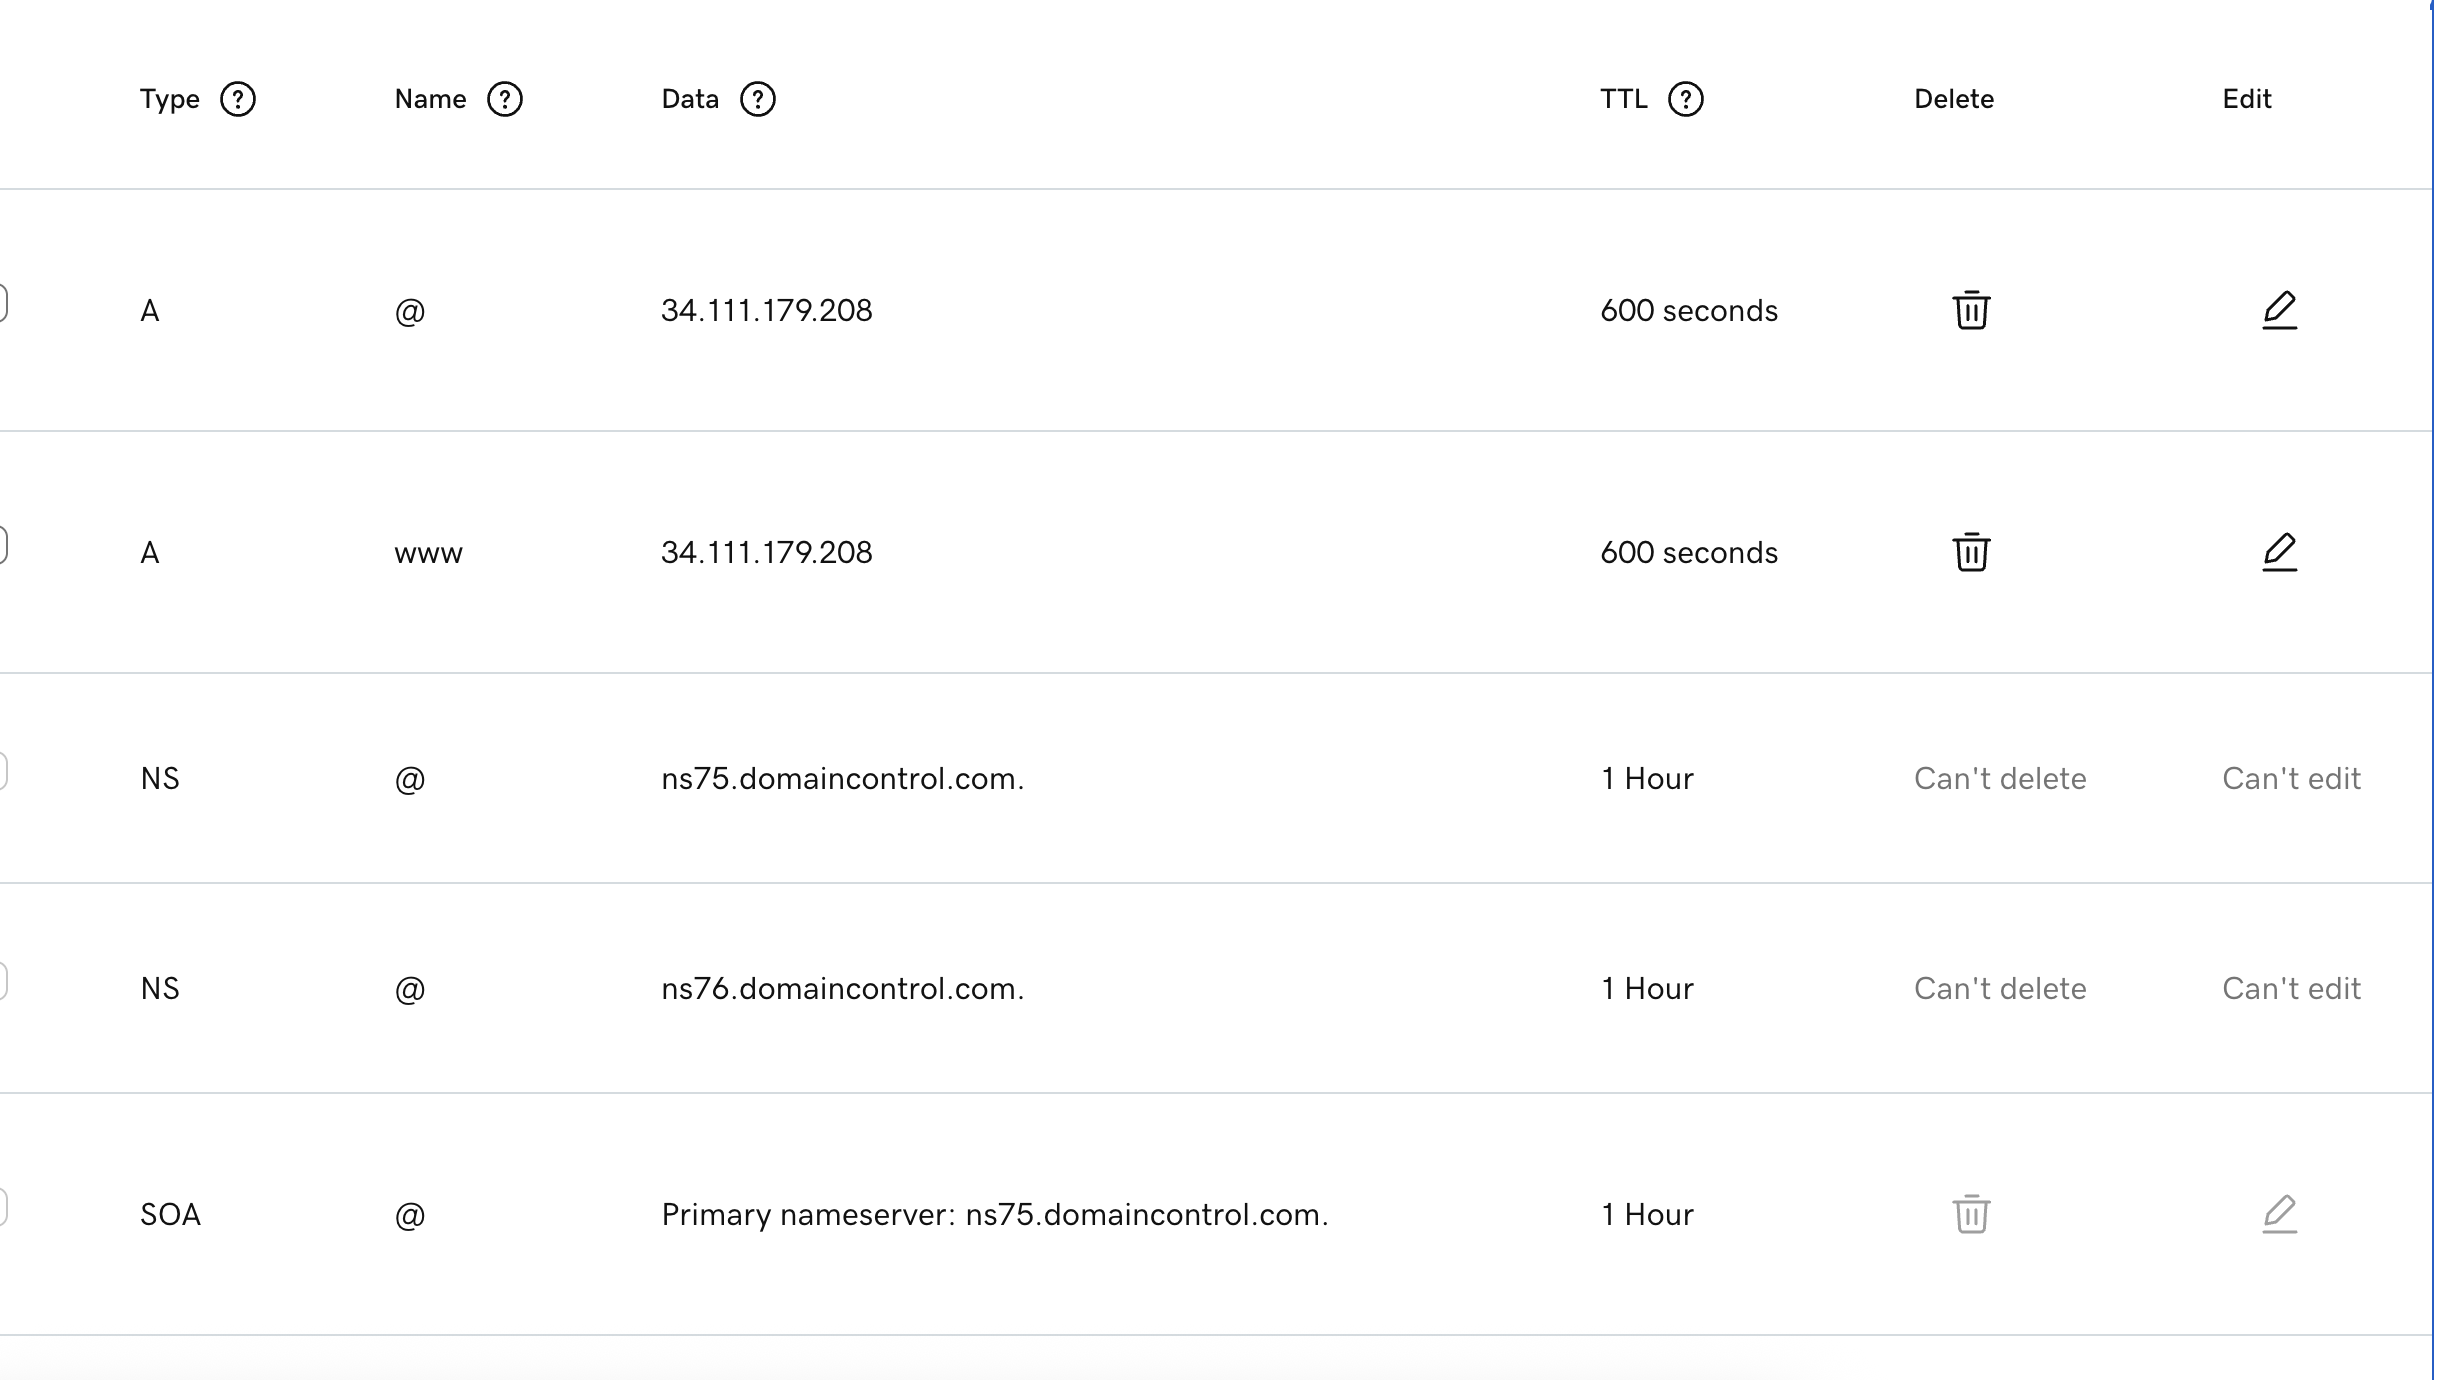 Type ? Name ? Data ? TTL ? Delete Edit
A @ 34.111.179.208 600 seconds
A www 34.111.179.208 600 seconds
NS @ ns75.domaincontrol.com. 1 Hour Can't delete Can't edit
NS @ ns76.domaincontrol.com. 1 Hour Can't delete Can't edit
SOA @ Primary nameserver: ns75.domaincontrol.com. 1 Hour